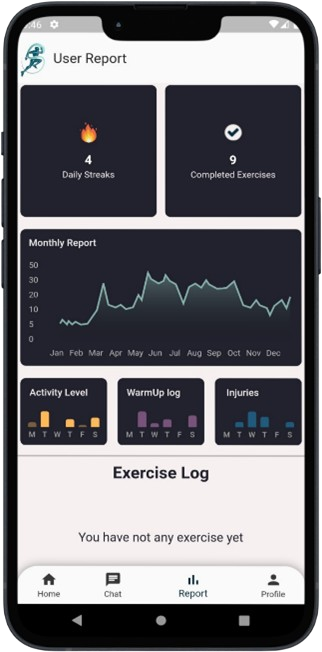 :46
User Report
4
9
Daily Streaks
Completed Exercises
Monthly Report
50
30
20
10
5
0
Jan Feb Mar Apr May Jun Jul Aug Sep Oct Nov Dec
Activity Level
WarmUp log
Injuries
M T W T F S
M T W T F S
M T W T F S
Exercise Log
You have not any exercise yet
Home
Chat
Report
Profile